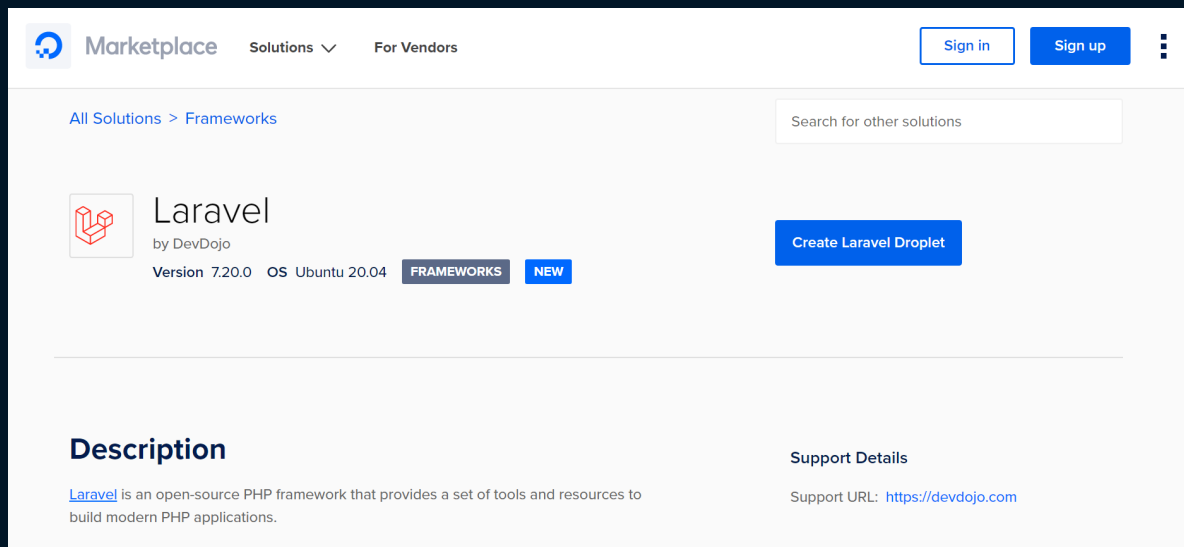 Marketplace Solutions For Vendors Sign in Sign up
All Solutions > Frameworks
Search for other solutions
Laravel
by DevDojo
Version 7.20.0 OS Ubuntu 20.04 FRAMEWORKS NEW
Create Laravel Droplet
Description
Laravel is an open-source PHP framework that provides a set of tools and resources to
build modern PHP applications.
Support Details
Support URL: https://devdojo.com